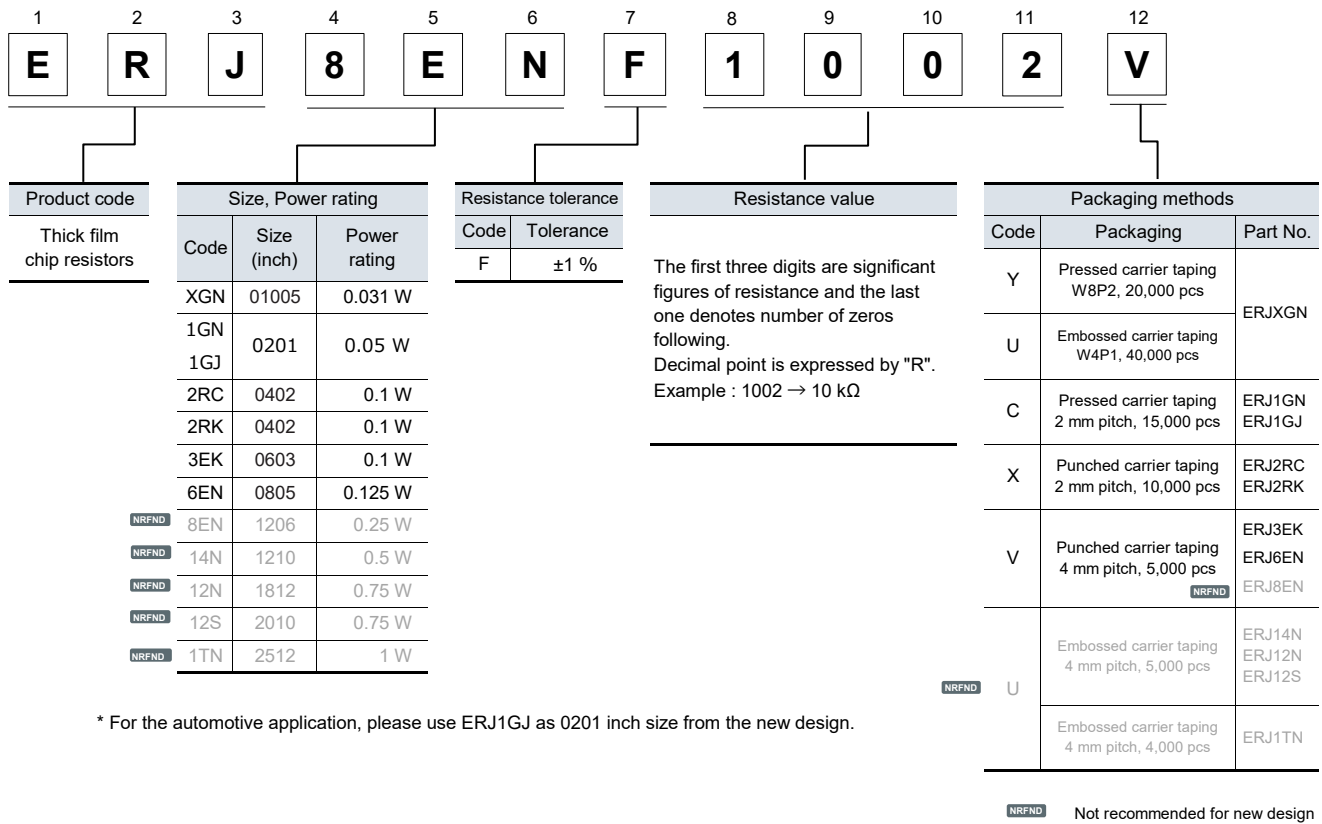 1 2 3 4 5 6 7 8 9 10 11 12
E R J 8 E N F 1 0 0 2 V
Product code
Thick film
chip resistors
Size, Power rating
Code Size (inch) Power rating
XGN 01005 0.031 W
1GN
1GJ
0201 0.05 W
2RC 0402 0.1 W
2RK 0402 0.1 W
3EK 0603 0.1 W
6EN 0805 0.125 W
NRFND 8EN 1206 0.25 W
NRFND 14N 1210 0.5 W
NRFND 12N 1812 0.75 W
NRFND 12S 2010 0.75 W
NRFND 1TN 2512 1 W
Resistance tolerance
Code Tolerance
F ±1 %
Resistance value
The first three digits are significant
figures of resistance and the last
one denotes number of zeros
following.
Decimal point is expressed by "R".
Example : 1002 → 10 kΩ
Packaging methods
Code Packaging Part No.
Y Pressed carrier taping
W8P2, 20,000 pcs
ERJXGN
U Embossed carrier taping
W4P1, 40,000 pcs
C Pressed carrier taping
2 mm pitch, 15,000 pcs
ERJ1GN
ERJ1GJ
X Punched carrier taping
2 mm pitch, 10,000 pcs
ERJ2RC
ERJ2RK
V Punched carrier taping
4 mm pitch, 5,000 pcs
ERJ3EK
ERJ6EN
NRFND ERJ8EN
NRFND U
Embossed carrier taping
4 mm pitch, 5,000 pcs
ERJ14N
ERJ12N
ERJ12S
Embossed carrier taping
4 mm pitch, 4,000 pcs
ERJ1TN
* For the automotive application, please use ERJ1GJ as 0201 inch size from the new design.
NRFND Not recommended for new design